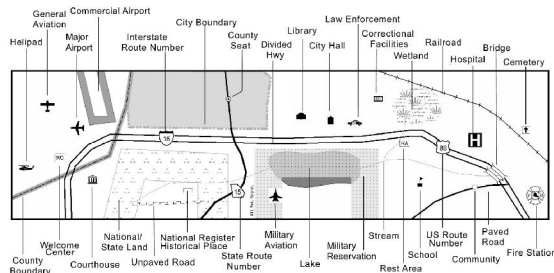 General
Aviation
Commercial Airport
City Boundary
County
Seat
Library
Law Enforcement
Correctional
Facilities
Railroad
Bridge
Helipad
Major
Airport
Interstate
Route Number
Divided
Hwy
City Hall
Wetland
Hospital
Cemetery
WC
16
80
H
RA
15
County
Boundary
Welcome
Center
Courthouse
National/
State Land
Unpaved Road
National Register
Historical Place
State Route
Number
Military
Aviation
Lake
Military
Reservation
Stream
Rest Area
School
US Route
Number
Community
Paved
Road
Fire Station